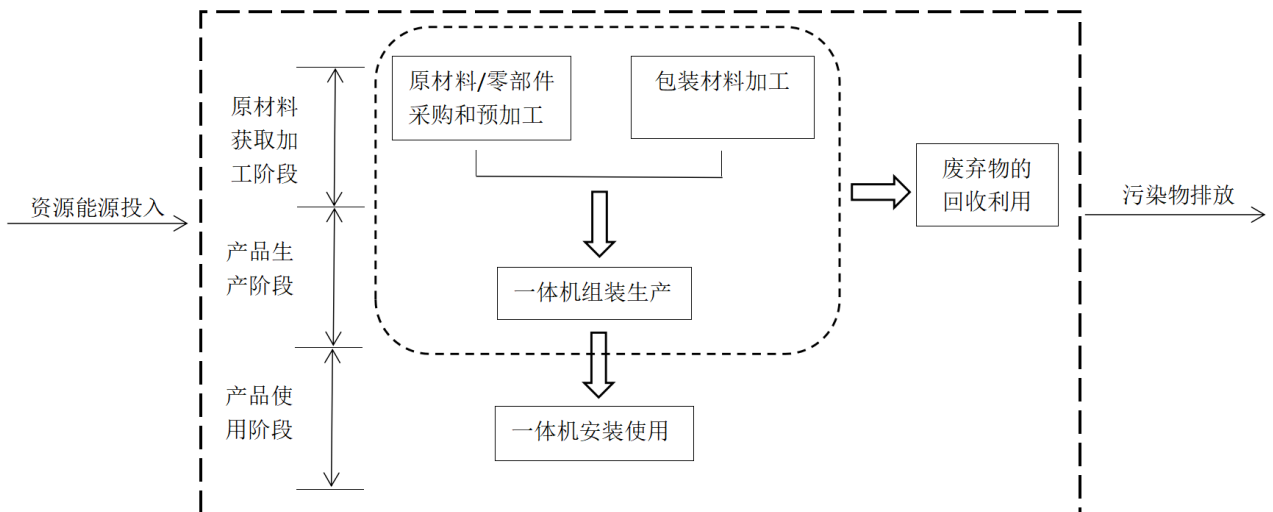 原材料/零部件
采购和预加工
包装材料加工
原材料
获取加
工阶段
废弃物的
回收利用
资源能源投入
污染物排放
产品生
产阶段
一体机组装生产
产品使
用阶段
一体机安装使用